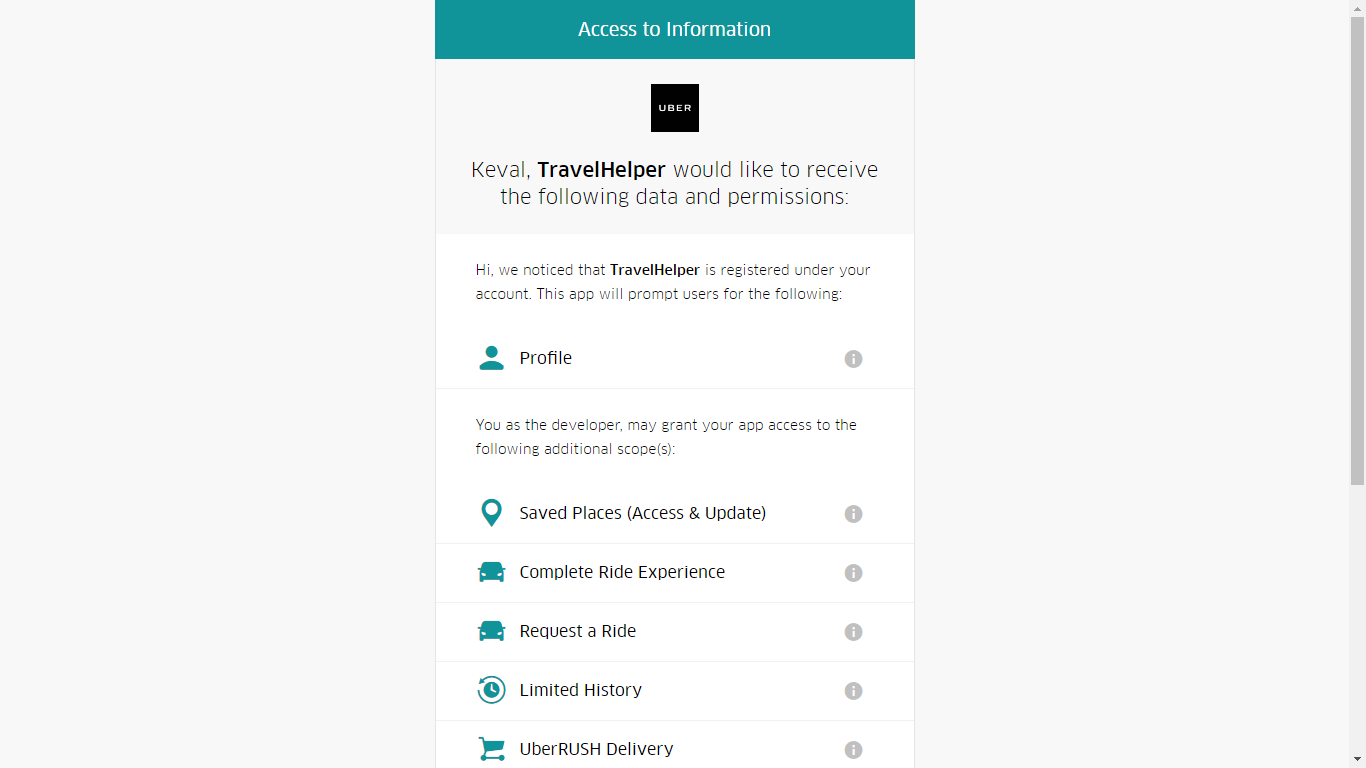 Access to Information
UBER
Keval, TravelHelper would like to receive
the following data and permissions:
Hi, we noticed that TravelHelper is registered under your
account. This app will prompt users for the following:
Profile
You as the developer, may grant your app access to the
following additional scope(s):
Saved Places (Access & Update)
Complete Ride Experience
Request a Ride
Limited History
UberRUSH Delivery